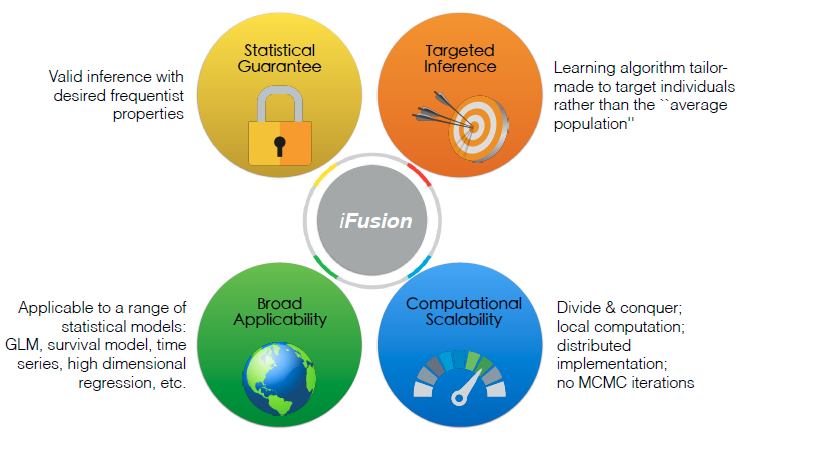 Statistical
Guarantee
Valid inference with
desired frequentist
properties
Targeted
Inference
Learning algorithm tailor-
made to target individuals
rather than the ``average
population"
iFusion
Broad
Applicability
Applicable to a range of
statistical models:
GLM, survival model, time
series, high dimensional
regression, etc.
Computational
Scalability
Divide & conquer;
local computation;
distributed
implementation;
no MCMC iterations